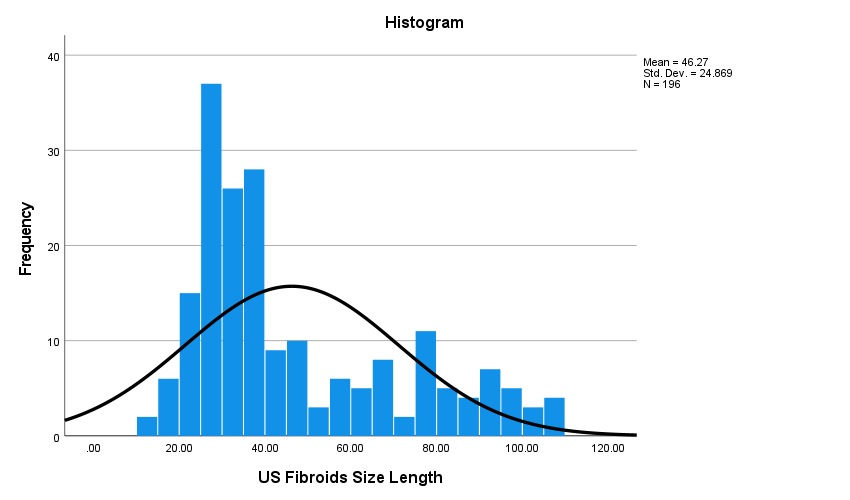 Histogram
Mean = 46.27
Std. Dev. = 24.869
N = 196
40
30
20
10
0
Frequency
.00 20.00 40.00 60.00 80.00 100.00 120.00
US Fibroids Size Length